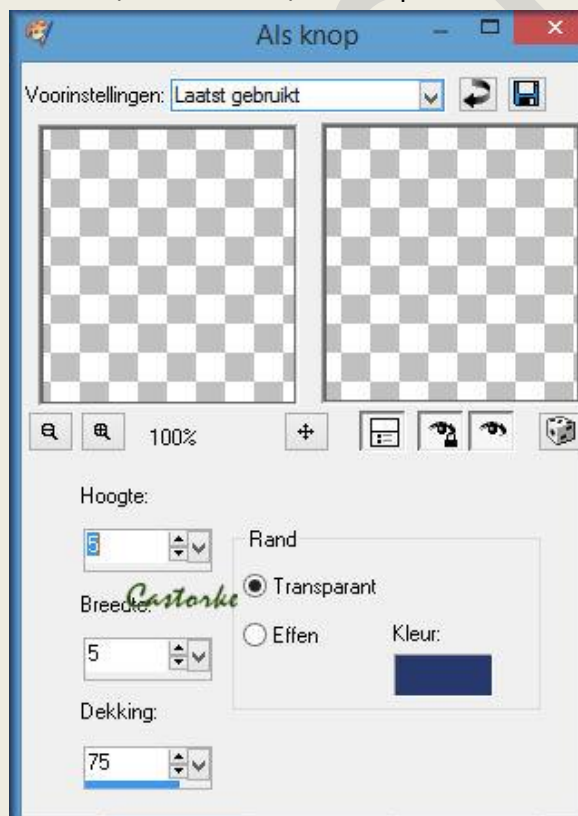 Als knop
Voorinstellingen: Laatst gebruikt
100%
Hoogte:
5
Rand
Transparant
Castorke
Breedte:
Effen
Kleur:
5
Dekking:
75